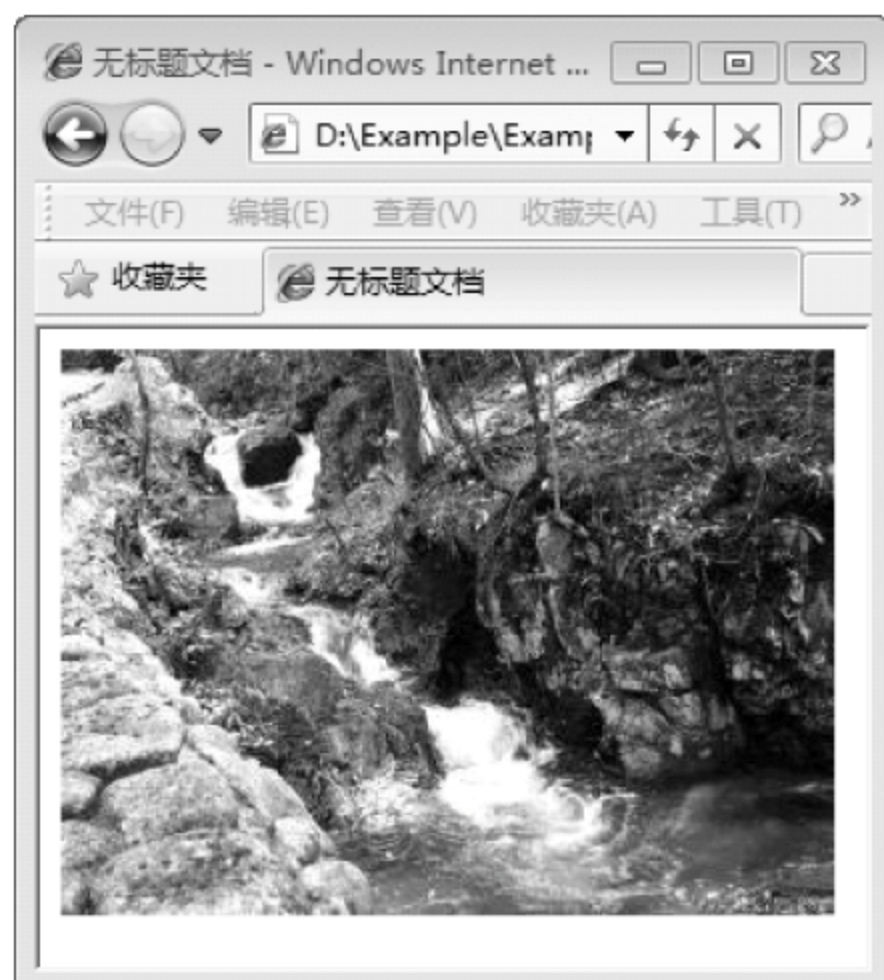 无标题文档 - Windows Internet ...
D:\Example\Examp
文件(F) 编辑(E) 查看(V) 收藏夹(A) 工具(T) »
收藏夹 无标题文档